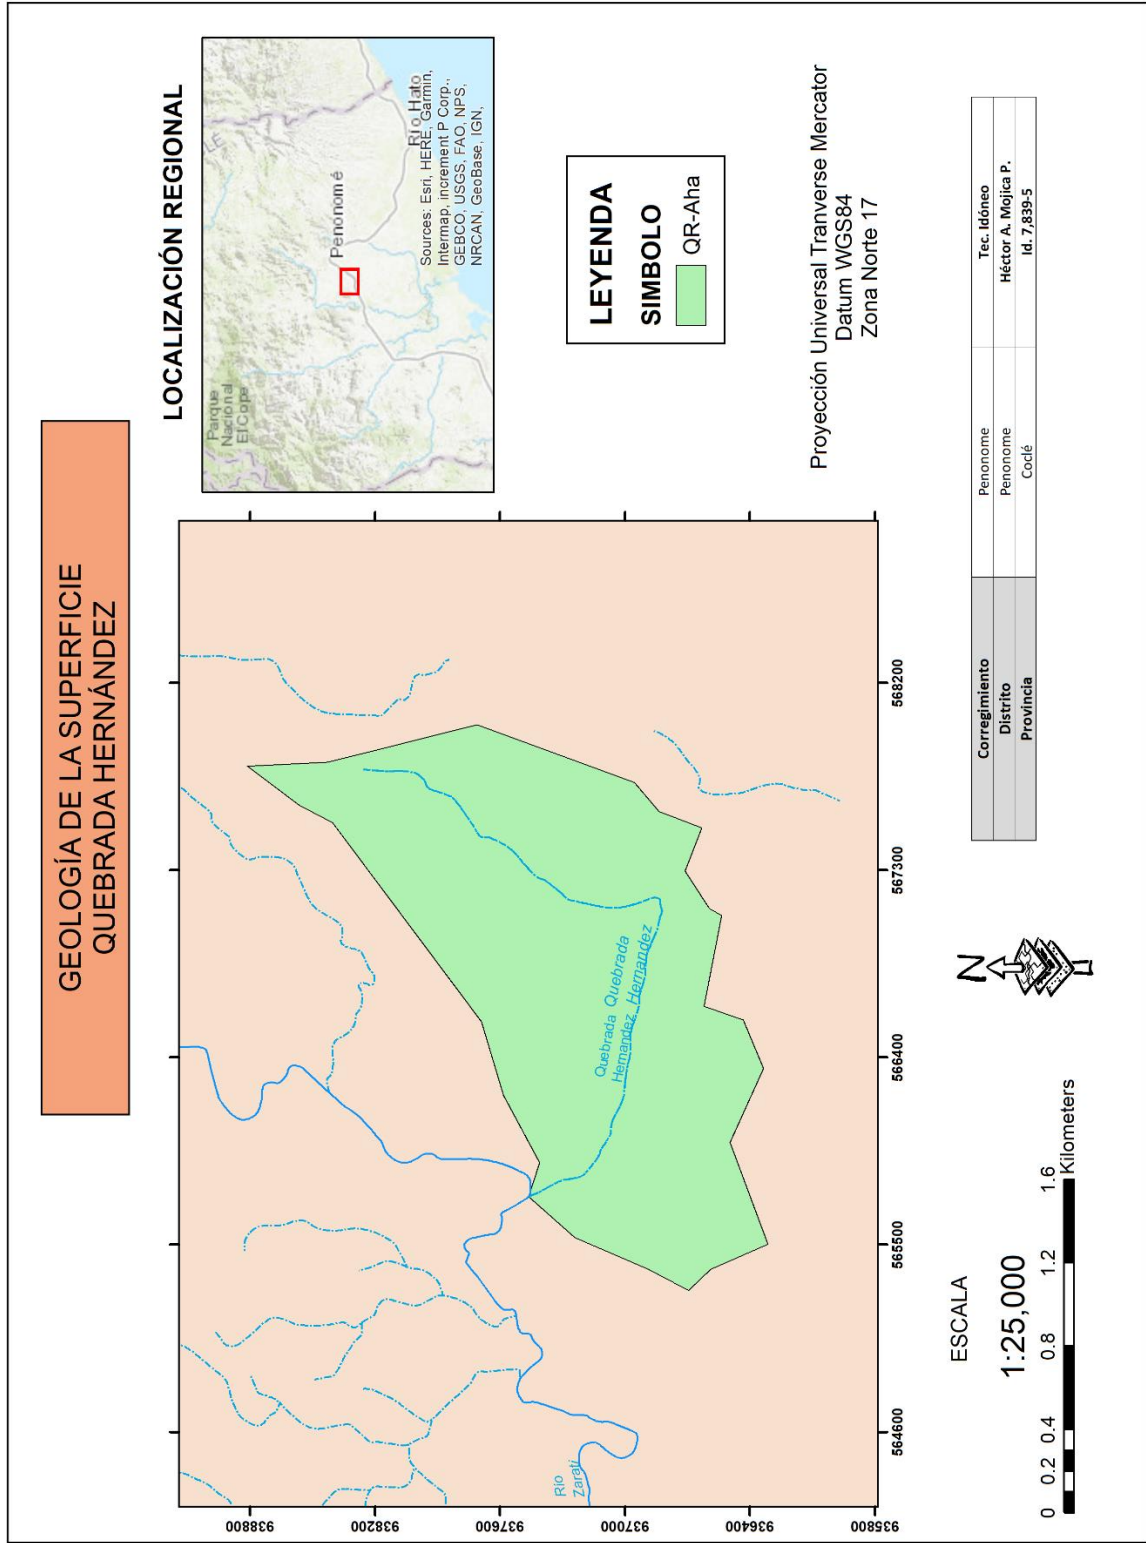 GEOLOGÍA DE LA SUPERFICIE
QUEBRADA HERNÁNDEZ
LOCALIZACIÓN REGIONAL
Parque
Nacional
El Cope
LÉ
Penonomé
Río Hato
Sources: Esri, HERE, Garmin,
Intermap, increment P Corp.,
GEBCO, USGS, FAO, NPS,
NRCAN, GeoBase, IGN,
LEYENDA
SIMBOLO
QR-Aha
Proyección Universal Tranverse Mercator
Datum WGS84
Zona Norte 17
938800
938200
937600
937000
936400
935800
564600
565500
566400
567300
568200
Rio
Zarati
Quebrada Quebrada
Hernandez Hernandez
ESCALA
1:25,000
0 0.2 0.4 0.8 1.2 1.6
Kilometers
N
Corregimiento Penonome Tec. Idóneo
Distrito Penonome Héctor A. Mojica P.
Provincia Coclé Id. 7,839-5